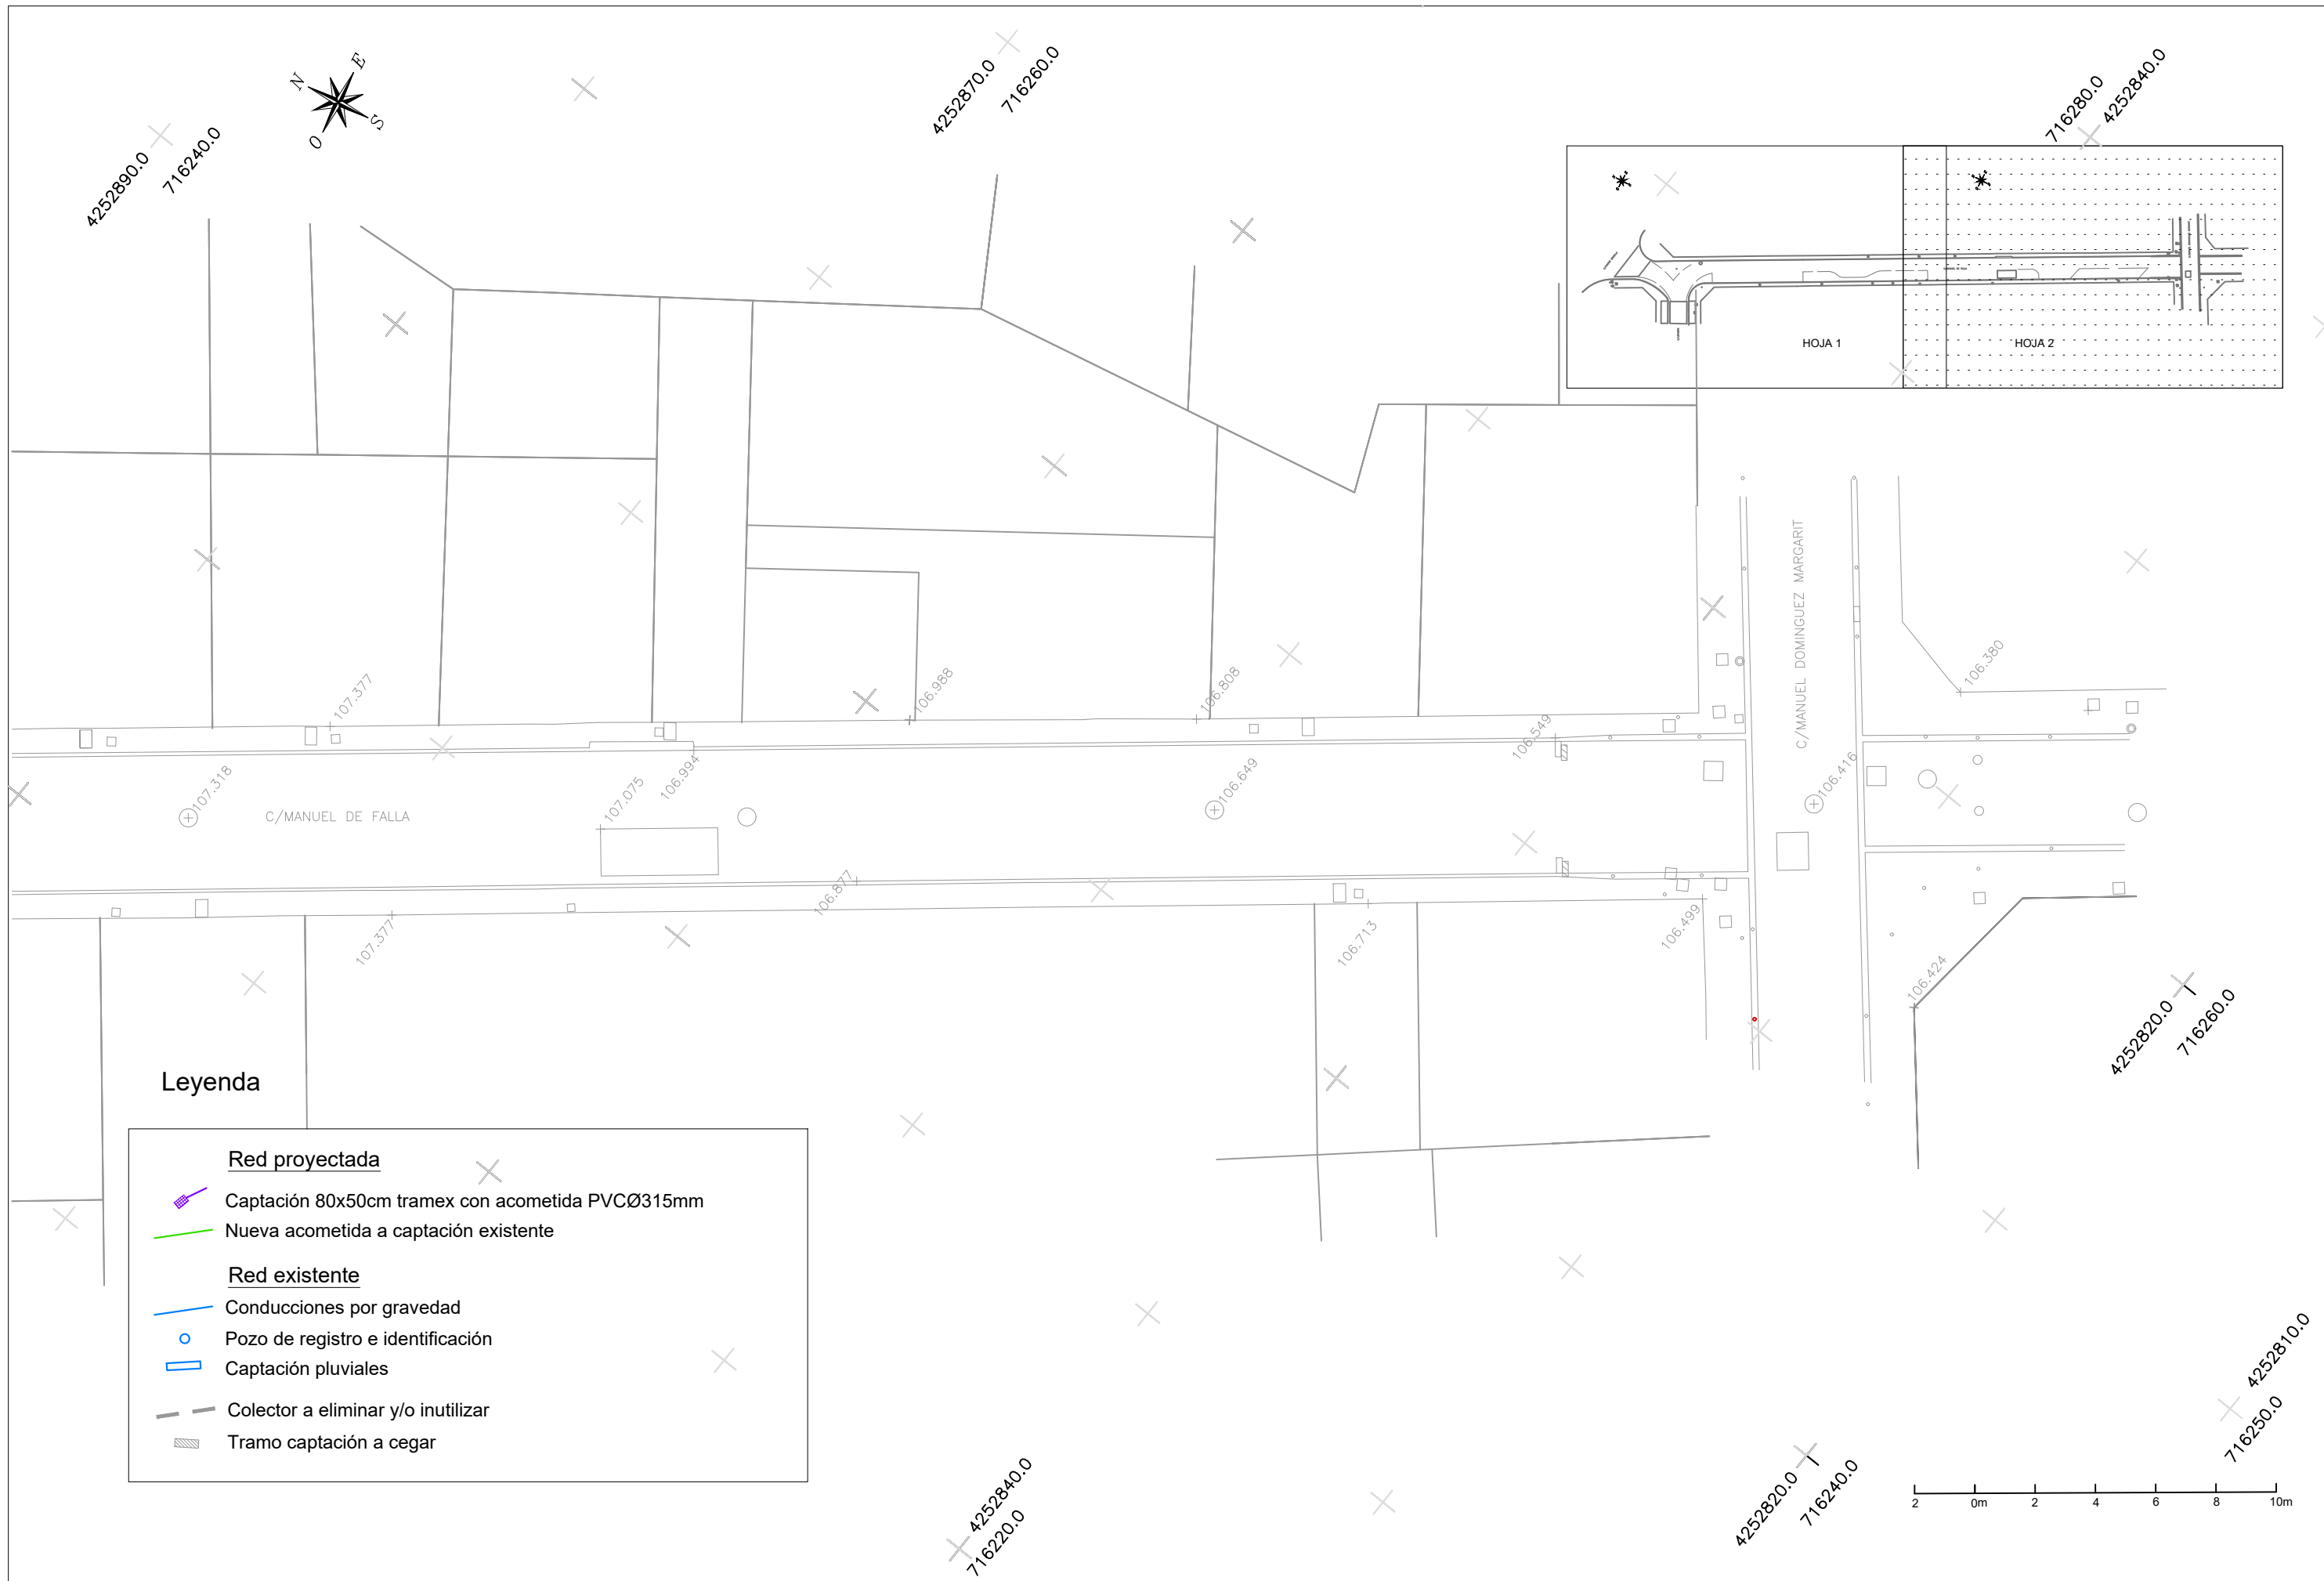 N
E
O
S
4252890.0
716240.0
4252870.0
716260.0
716280.0
4252840.0
HOJA 1
HOJA 2
C/MANUEL DOMINGUEZ MARGARIT
107.377
106.988
106.808
106.549
106.380
107.318
C/MANUEL DE FALLA
107.075
106.994
106.649
106.416
106.877
107.377
106.713
106.499
106.424
4252820.0
716260.0
Leyenda
Red proyectada
Captación 80x50cm tramex con acometida PVCØ315mm
Nueva acometida a captación existente
Red existente
Conducciones por gravedad
Pozo de registro e identificación
Captación pluviales
Colector a eliminar y/o inutilizar
Tramo captación a cegar
4252840.0
716220.0
4252820.0
716240.0
4252810.0
716250.0
2 0m 2 4 6 8 10m